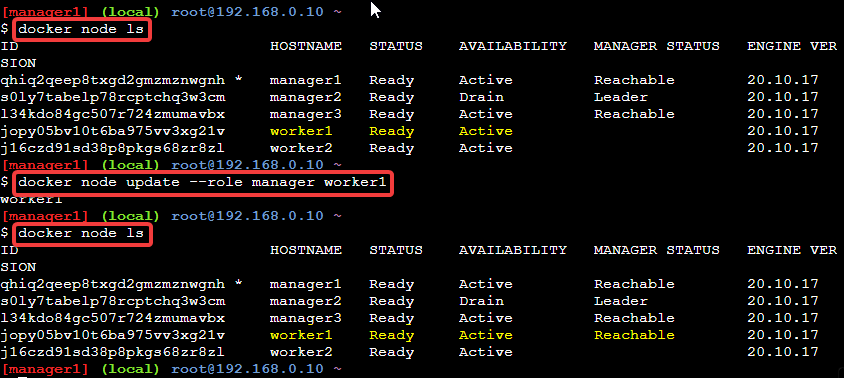 [manager1] (local) root@192.168.0.10 ~
$ docker node ls
ID HOSTNAME STATUS AVAILABILITY MANAGER STATUS ENGINE VER
SION
qhiq2qeep8txgd2gmzmznwgnh * manager1 Ready Active Reachable 20.10.17
s0ly7tabelp78rcptchq3w3cm manager2 Ready Drain Leader 20.10.17
l34kdo84gc507r724zmumavbx manager3 Ready Active Reachable 20.10.17
jopy05bv10t6ba975vv3xg21v worker1 Ready Active 20.10.17
j16czd91sd38p8pkgs68zr8zl worker2 Ready Active 20.10.17
[manager1] (local) root@192.168.0.10 ~
$ docker node update --role manager worker1
worker1
[manager1] (local) root@192.168.0.10 ~
$ docker node ls
ID HOSTNAME STATUS AVAILABILITY MANAGER STATUS ENGINE VER
SION
qhiq2qeep8txgd2gmzmznwgnh * manager1 Ready Active Reachable 20.10.17
s0ly7tabelp78rcptchq3w3cm manager2 Ready Drain Leader 20.10.17
l34kdo84gc507r724zmumavbx manager3 Ready Active Reachable 20.10.17
jopy05bv10t6ba975vv3xg21v worker1 Ready Active Reachable 20.10.17
j16czd91sd38p8pkgs68zr8zl worker2 Ready Active 20.10.17
[manager1] (local) root@192.168.0.10 ~